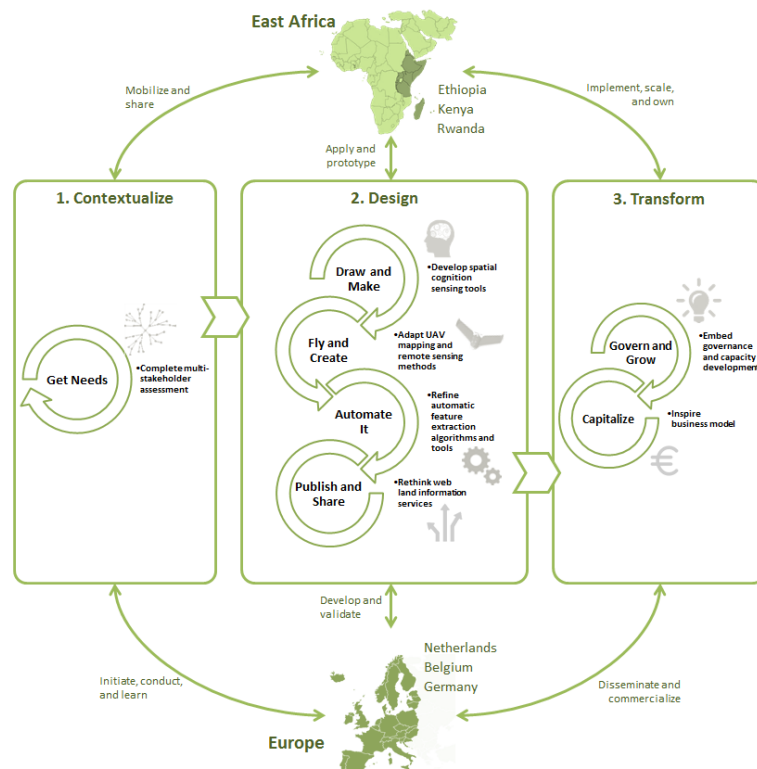 East Africa
Ethiopia
Kenya
Rwanda
Mobilize and
share
Apply and
prototype
Implement, scale,
and own
1. Contextualize
Get Needs
•Complete multi-
stakeholder
assessment
2. Design
Draw and
Make
•Develop spatial
cognition
sensing tools
Fly and
Create
•Adapt UAV
mapping and
remote sensing
methods
Automate
It
•Refine
automatic
feature
extraction
algorithms and
tools
Publish and
Share
•Rethink web
land information
services
3. Transform
Govern and
Grow
•Embed
governance
and capacity
development
Capitalize
•Inspire
business model
€
Initiate, conduct,
and learn
Develop and
validate
Disseminate and
commercialize
Netherlands
Belgium
Germany
Europe